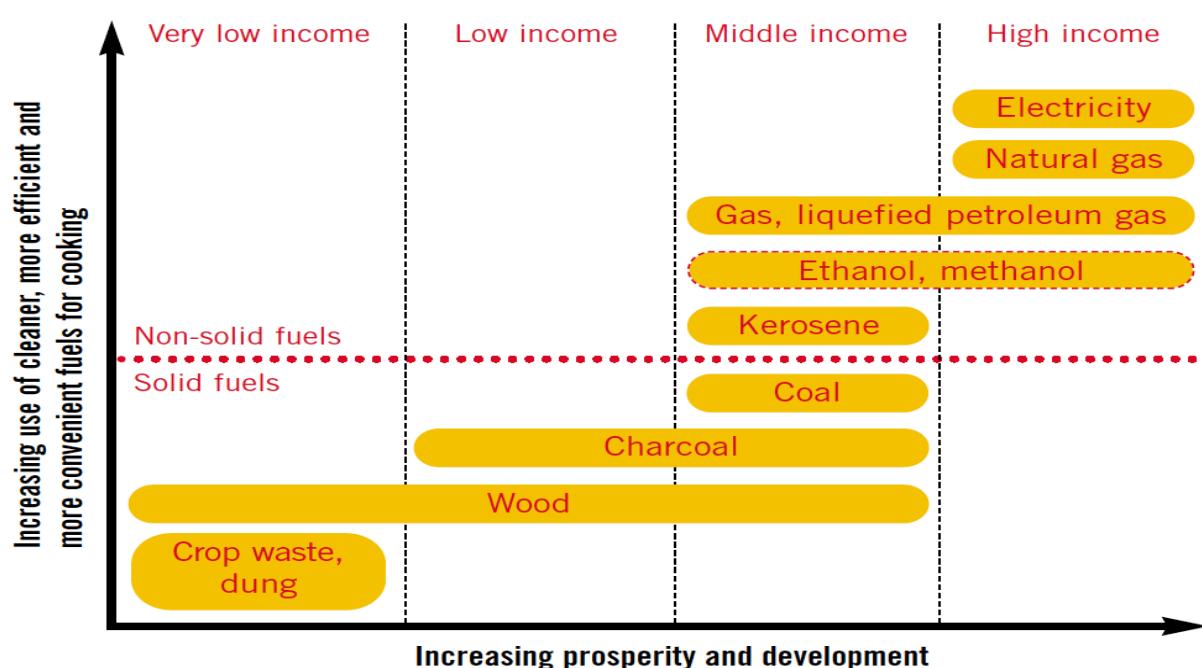 Very low income
Low income
Middle income
High income
Increasing use of cleaner, more efficient and
more convenient fuels for cooking
Electricity
Natural gas
Gas, liquefied petroleum gas
Ethanol, methanol
Kerosene
Non-solid fuels
Solid fuels
Coal
Charcoal
Wood
Crop waste,
dung
Increasing prosperity and development